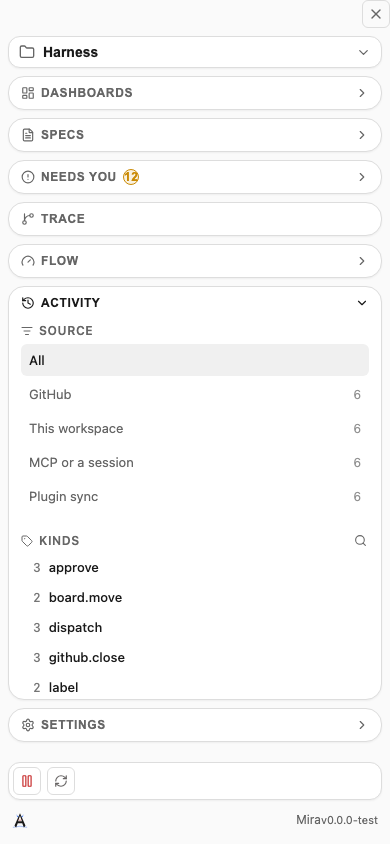 Harness
DASHBOARDS
SPECS
NEEDS YOU 12
TRACE
FLOW
ACTIVITY
SOURCE
All
GitHub 6
This workspace 6
MCP or a session 6
Plugin sync 6
KINDS
3 approve
2 board.move
3 dispatch
3 github.close
2 label
SETTINGS
A Mirav0.0.0-test